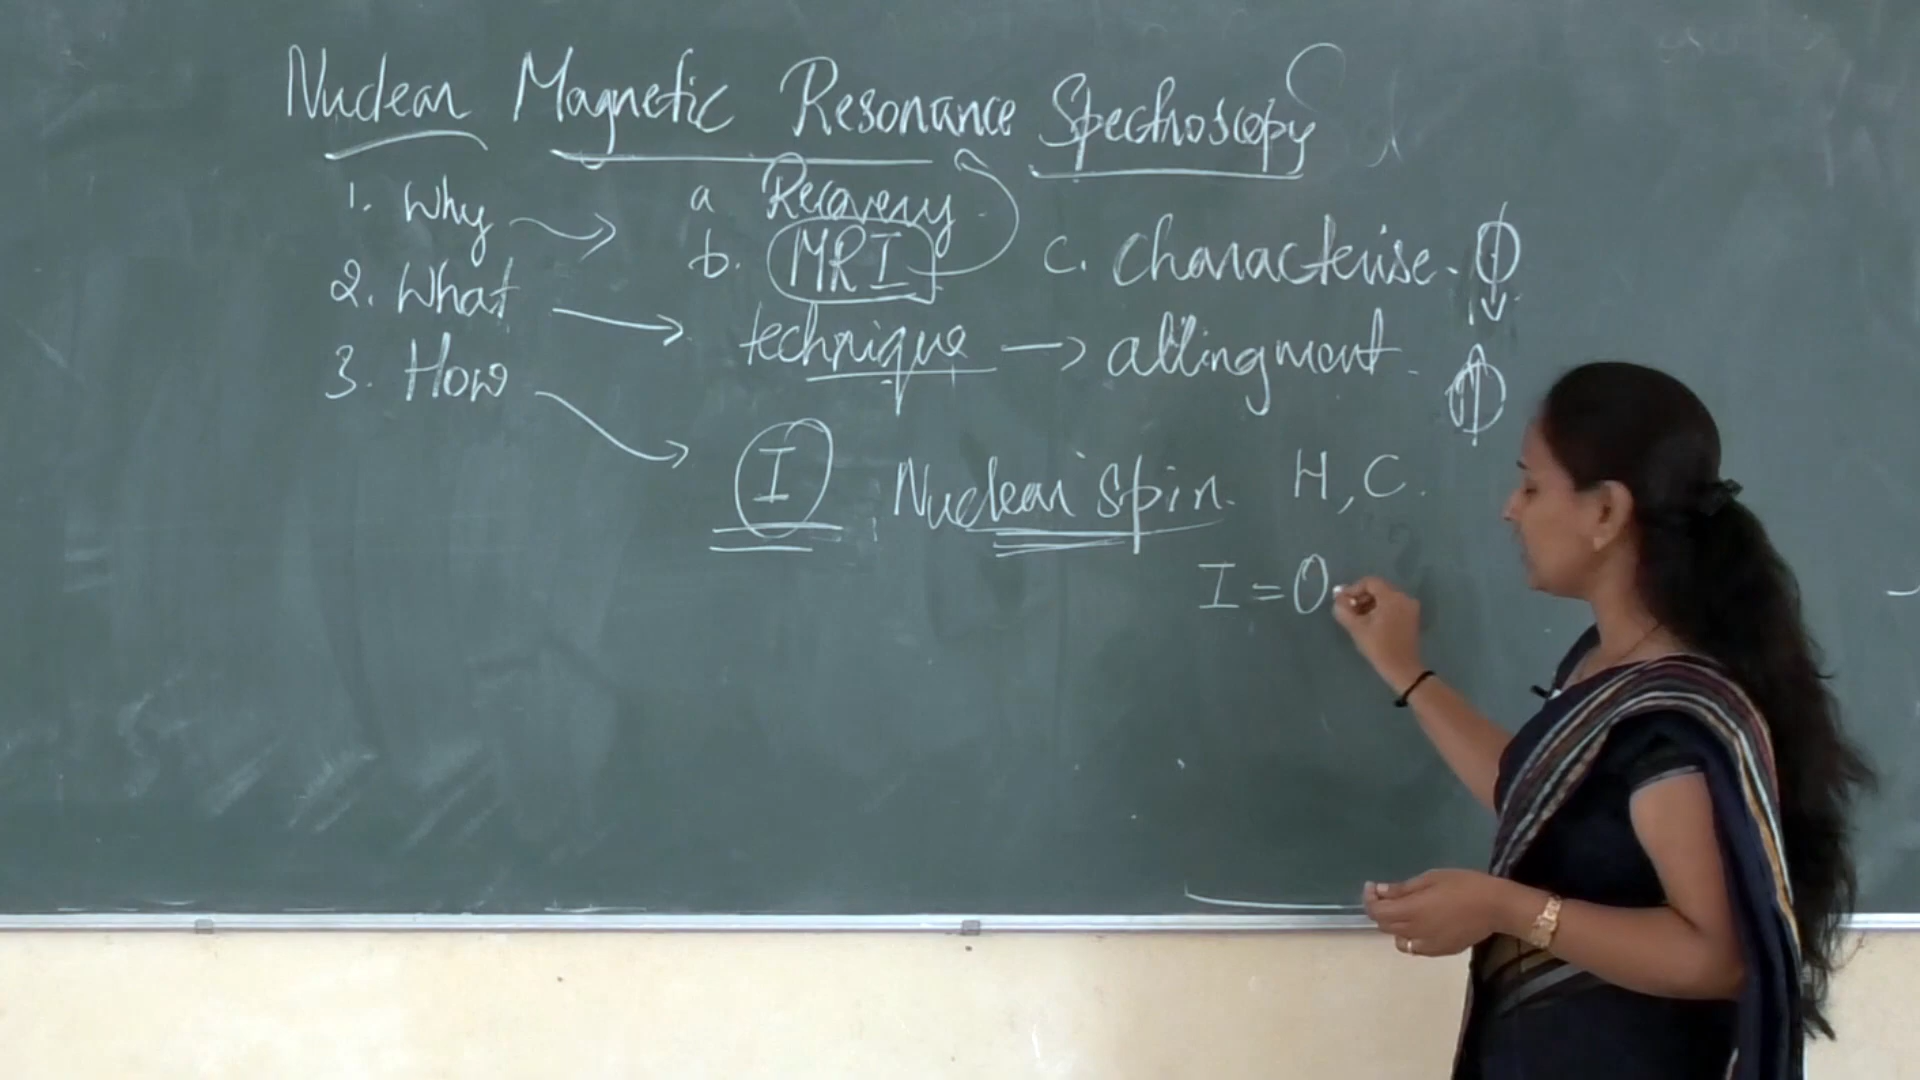 Nuclear Magnetic Resonance Spectroscopy
1. Why a Recovery
b. MRI c. characterise.
2. What technique → allingment.
3. How
I Nuclear spin. H, C.
I = 0